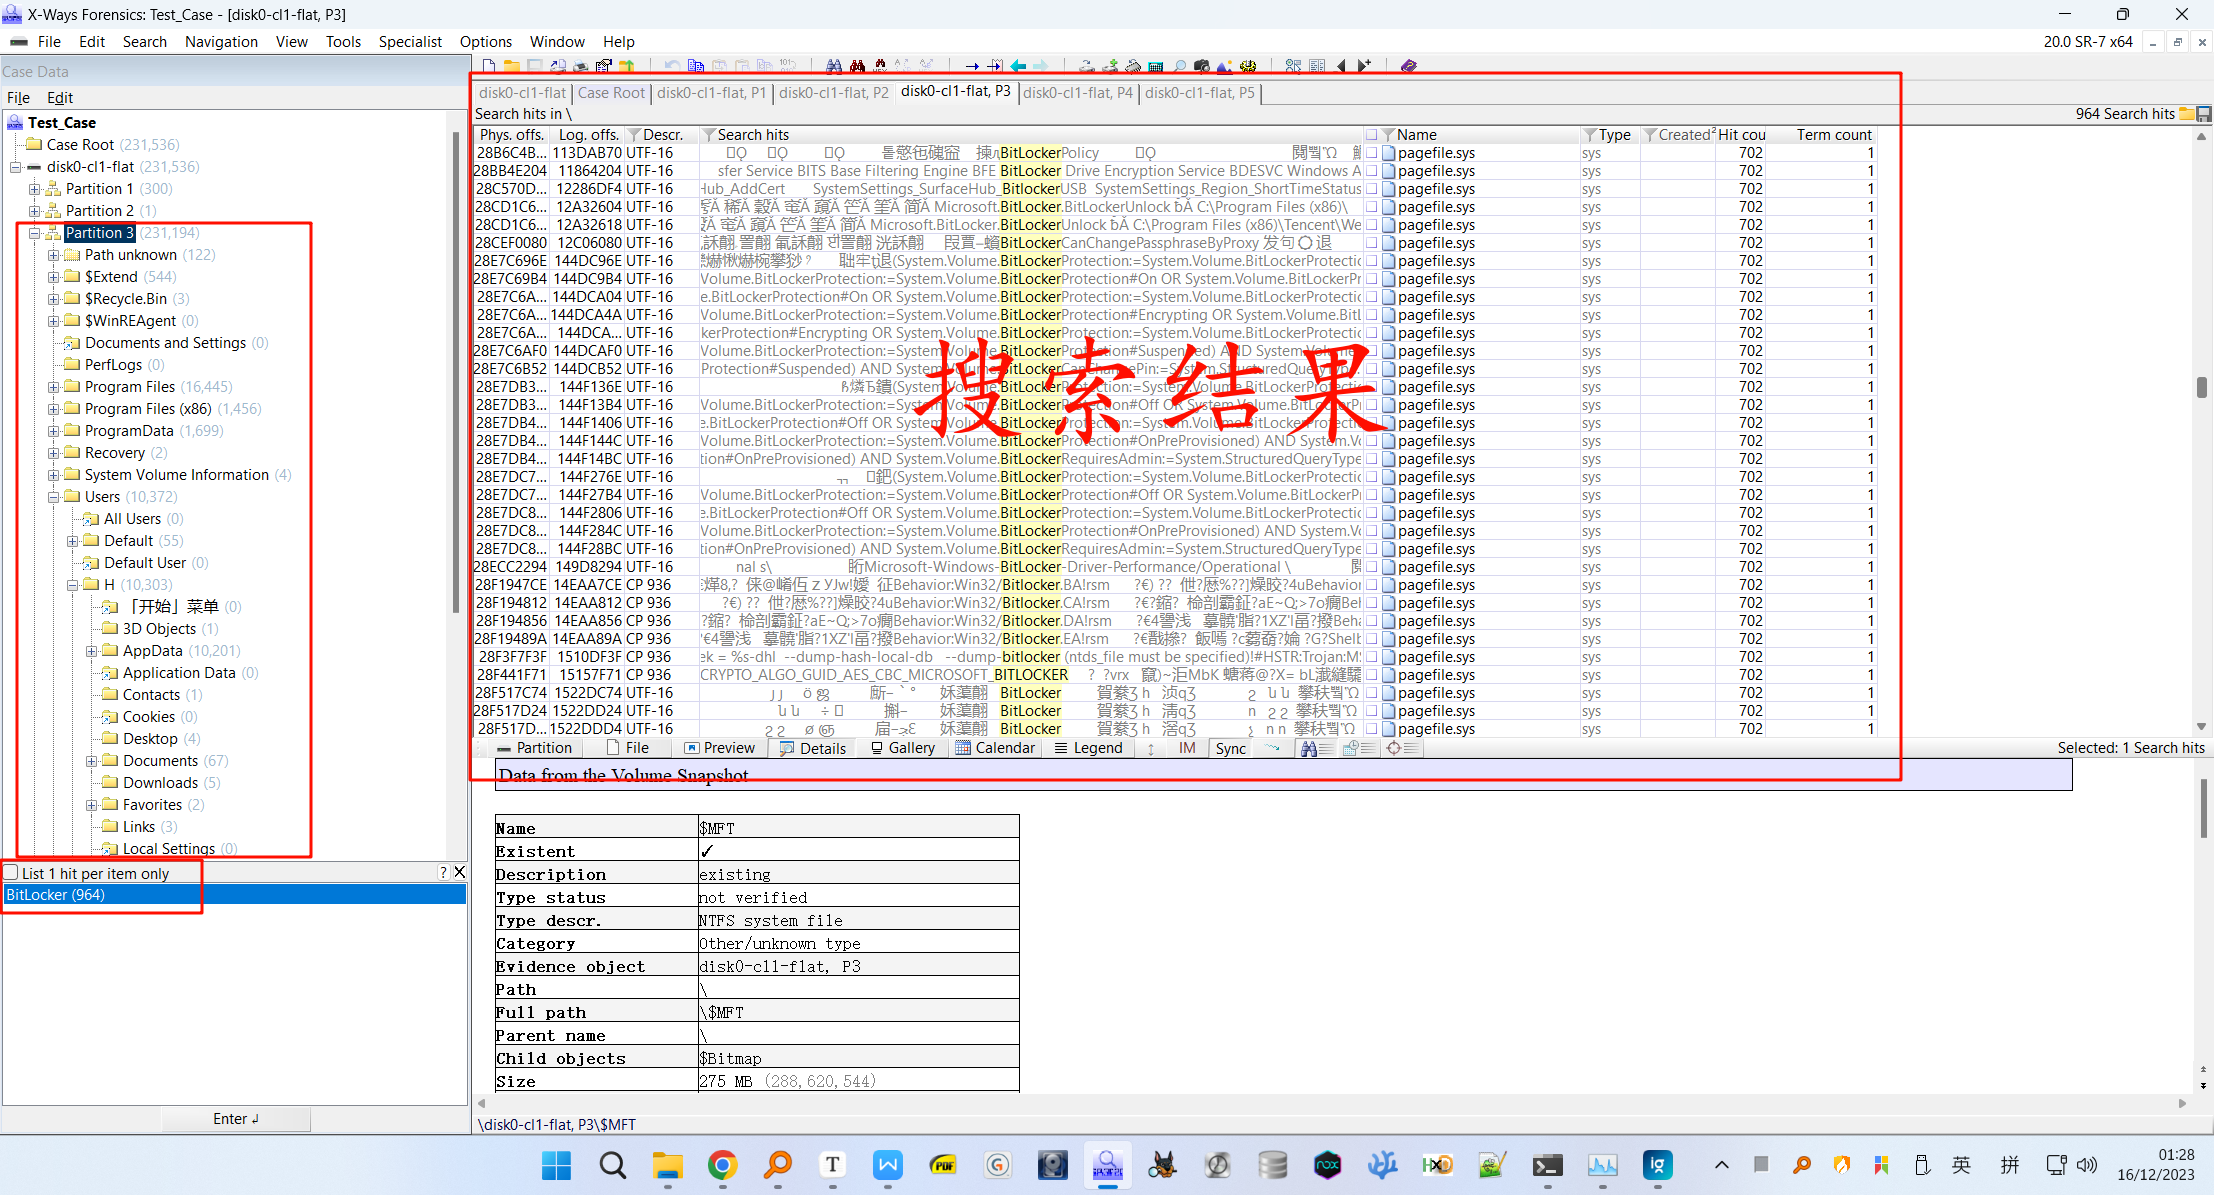 X-Ways Forensics: Test_Case - [disk0-cl1-flat, P3]
File Edit Search Navigation View Tools Specialist Options Window Help
20.0 SR-7 x64
Case Data
File Edit
Test_Case
Case Root (231,536)
disk0-cl1-flat (231,536)
Partition 1 (300)
Partition 2 (1)
Partition 3 (231,194)
Path unknown (122)
$Extend (544)
$Recycle.Bin (3)
$WinREAgent (0)
Documents and Settings (0)
PerfLogs (0)
Program Files (16,445)
Program Files (x86) (1,456)
ProgramData (1,699)
Recovery (2)
System Volume Information (4)
Users (10,372)
All Users (0)
Default (55)
Default User (0)
H (10,303)
「开始」菜单 (0)
3D Objects (1)
AppData (10,201)
Application Data (0)
Contacts (1)
Cookies (0)
Desktop (4)
Documents (67)
Downloads (5)
Favorites (2)
Links (3)
Local Settings (0)
List 1 hit per item only
BitLocker (964)
Enter
disk0-cl1-flat Case Root disk0-cl1-flat, P1 disk0-cl1-flat, P2 disk0-cl1-flat, P3 disk0-cl1-flat, P4 disk0-cl1-flat, P5
Search hits in \ 964 Search hits
Phys. offs. Log. offs. Descr. Search hits Name Type Created Hit cou Term count
28B6C4B... 113DAB70 UTF-16 BitLockerPolicy pagefile.sys sys 702 1
28BB4E204 11864204 UTF-16 sfer Service BITS Base Filtering Engine BFE BitLocker Drive Encryption Service BDESVC Windows A pagefile.sys sys 702 1
28C570D... 12286DF4 UTF-16 Hub_AddCert SystemSettings_SurfaceHub_BitlockerUSB SystemSettings_Region_ShortTimeStatus pagefile.sys sys 702 1
28CD1C6... 12A32604 UTF-16 Microsoft.BitLocker.BitLockerUnlock C:\Program Files (x86)\ pagefile.sys sys 702 1
28CD1C6... 12A32618 UTF-16 Microsoft.BitLocker.BitLockerUnlock C:\Program Files (x86)\Tencent\We pagefile.sys sys 702 1
28CEF0080 12C06080 UTF-16 BitLockerCanChangePassphraseByProxy pagefile.sys sys 702 1
28E7C696E 144DC96E UTF-16 (System.Volume.BitLockerProtection:=System.Volume.BitLockerProtectic pagefile.sys sys 702 1
28E7C69B4 144DC9B4 UTF-16 e.BitLockerProtection:=System.Volume.BitLockerProtection#On OR System.Volume.BitLockerPr pagefile.sys sys 702 1
28E7C6A... 144DCA04 UTF-16 e.BitLockerProtection#On OR System.Volume.BitLockerProtection:=System.Volume.BitLockerPro pagefile.sys sys 702 1
28E7C6A... 144DCA4A UTF-16 Volume.BitLockerProtection:=System.Volume.BitLockerProtection#Encrypting OR System.Volume.BitL pagefile.sys sys 702 1
28E7C6A... 144DCA... UTF-16 kerProtection#Encrypting OR System.Volume.BitLockerProtection:=System.Volume.BitLockerProtectic pagefile.sys sys 702 1
28E7C6AF0 144DCAF0 UTF-16 Volume.BitLockerProtection:=System.Volume.BitLockerProtection#Suspended) AND System.Volume. pagefile.sys sys 702 1
28E7C6B52 144DCB52 UTF-16 Protection#Suspended) AND System.Volume.BitLockerCanChangePin:=System.StructuredQueryType. pagefile.sys sys 702 1
28E7DB3... 144F136E UTF-16 (System.Volume.BitLockerProtection:=System.Volume.BitLockerProtectic pagefile.sys sys 702 1
28E7DB3... 144F13B4 UTF-16 Volume.BitLockerProtection:=System.Volume.BitLockerProtection#Off OR System.Volume.BitLockerPr pagefile.sys sys 702 1
28E7DB4... 144F1406 UTF-16 e.BitLockerProtection#Off OR System.Volume.BitLockerProtection:=System.Volume.BitLockerProtectic pagefile.sys sys 702 1
28E7DB4... 144F144C UTF-16 Volume.BitLockerProtection:=System.Volume.BitLockerProtection#OnPreProvisioned) AND System.Vo pagefile.sys sys 702 1
28E7DB4... 144F14BC UTF-16 tion#OnPreProvisioned) AND System.Volume.BitLockerRequiresAdmin:=System.StructuredQueryType pagefile.sys sys 702 1
28E7DC7... 144F276E UTF-16 (System.Volume.BitLockerProtection:=System.Volume.BitLockerProtectic pagefile.sys sys 702 1
28E7DC7... 144F27B4 UTF-16 Volume.BitLockerProtection:=System.Volume.BitLockerProtection#Off OR System.Volume.BitLockerPr pagefile.sys sys 702 1
28E7DC8... 144F2806 UTF-16 e.BitLockerProtection#Off OR System.Volume.BitLockerProtection:=System.Volume.BitLockerProtectic pagefile.sys sys 702 1
28E7DC8... 144F284C UTF-16 Volume.BitLockerProtection:=System.Volume.BitLockerProtection#OnPreProvisioned) AND System.Vo pagefile.sys sys 702 1
28E7DC8... 144F28BC UTF-16 tion#OnPreProvisioned) AND System.Volume.BitLockerRequiresAdmin:=System.StructuredQueryType pagefile.sys sys 702 1
28ECC2294 149D8294 UTF-16 nal s\ Microsoft-Windows-BitLocker-Driver-Performance/Operational \ pagefile.sys sys 702 1
28F1947CE 14EAA7CE CP 936 Behavior:Win32/Bitlocker.BA!rsm pagefile.sys sys 702 1
28F194812 14EAA812 CP 936 Behavior:Win32/Bitlocker.CA!rsm pagefile.sys sys 702 1
28F194856 14EAA856 CP 936 Behavior:Win32/Bitlocker.DA!rsm pagefile.sys sys 702 1
28F19489A 14EAA89A CP 936 Behavior:Win32/Bitlocker.EA!rsm pagefile.sys sys 702 1
28F3F7F3F 1510DF3F CP 936 ek = %s-dhl --dump-hash-local-db --dump-bitlocker (ntds_file must be specified)!#HSTR:Trojan:MS pagefile.sys sys 702 1
28F441F71 15157F71 CP 936 CRYPTO_ALGO_GUID_AES_CBC_MICROSOFT_BITLOCKER pagefile.sys sys 702 1
28F517C74 1522DC74 UTF-16 BitLocker pagefile.sys sys 702 1
28F517D24 1522DD24 UTF-16 BitLocker pagefile.sys sys 702 1
28F517D... 1522DDD4 UTF-16 BitLocker pagefile.sys sys 702 1
搜索结果
Partition File Preview Details Gallery Calendar Legend IM Sync Selected: 1 Search hits
Data from the Volume Snapshot
Name $MFT
Existent ✓
Description existing
Type status not verified
Type descr. NTFS system file
Category Other/unknown type
Evidence object disk0-cl1-flat, P3
Path \
Full path \$MFT
Parent name \
Child objects $Bitmap
Size 275 MB (288,620,544)
\disk0-cl1-flat, P3\$MFT
英 拼 01:28
16/12/2023